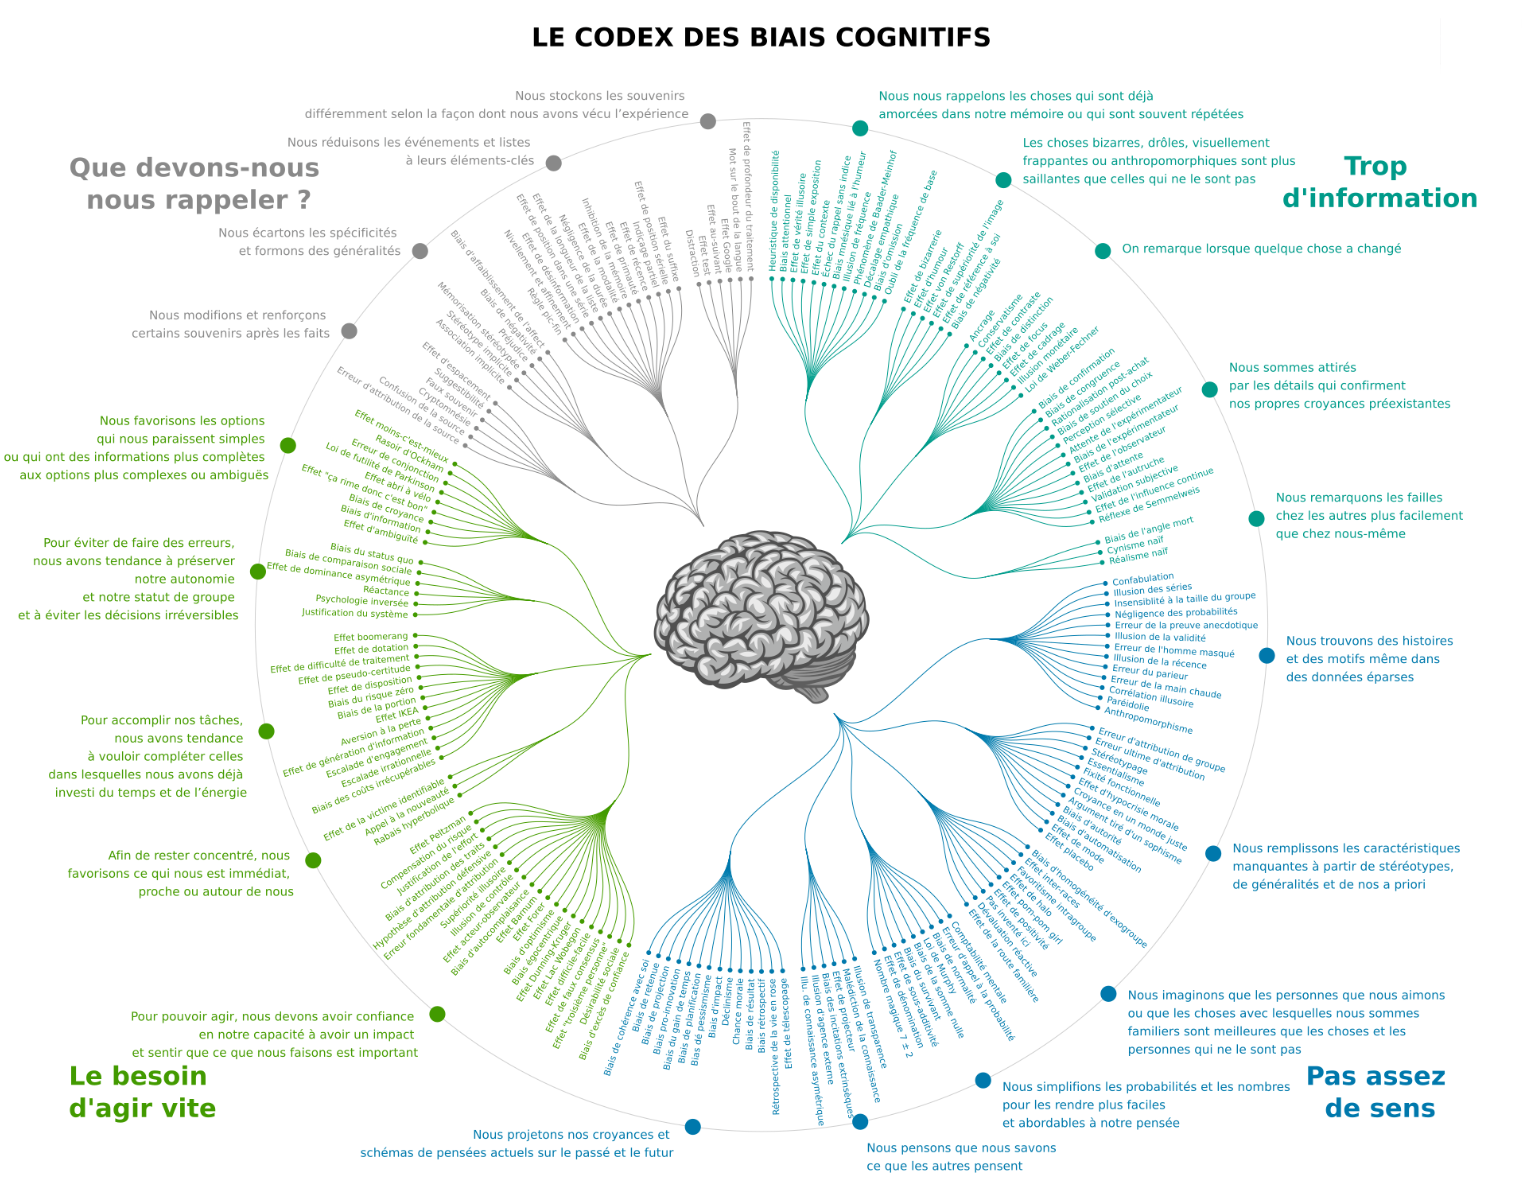 LE CODEX DES BIAIS COGNITIFS
Trop
d'information
Nous nous rappelons les choses qui sont déjà
amorcées dans notre mémoire ou qui sont souvent répétées
Heuristique de disponibilité
Biais attentionnel
Effet de vérité illusoire
Effet de simple exposition
Effet du contexte
Échec du rappel sans indice
Biais mnésique lié à l'humeur
Illusion de fréquence
Phénomène de Baader-Meinhof
Décalage empathique
Biais d'omission
Oubli de la fréquence de base
Les choses bizarres, drôles, visuellement
frappantes ou anthropomorphiques sont plus
saillantes que celles qui ne le sont pas
Effet de bizarrerie
Effet d'humour
Effet von Restorff
Effet de supériorité de l'image
Effet de référence à soi
Biais de négativité
On remarque lorsque quelque chose a changé
Ancrage
Conservatisme
Effet de contraste
Biais de distinction
Effet de focus
Effet de cadrage
Illusion monétaire
Loi de Weber-Fechner
Nous sommes attirés
par les détails qui confirment
nos propres croyances préexistantes
Biais de confirmation
Biais de congruence
Rationalisation post-achat
Biais de soutien du choix
Perception sélective
Attente de l'expérimentateur
Biais de l'expérimentateur
Effet de l'observateur
Biais d'attente
Effet de l'autruche
Validation subjective
Effet de l'influence continue
Réflexe de Semmelweis
Nous remarquons les failles
chez les autres plus facilement
que chez nous-même
Biais de l'angle mort
Cynisme naïf
Réalisme naïf
Pas assez
de sens
Nous trouvons des histoires
et des motifs même dans
des données éparses
Confabulation
Illusion des séries
Insensiblité à la taille du groupe
Négligence des probabilités
Erreur de la preuve anecdotique
Illusion de la validité
Erreur de l'homme masqué
Illusion de la récence
Erreur du parieur
Erreur de la main chaude
Corrélation illusoire
Paréidolie
Anthropomorphisme
Nous remplissons les caractéristiques
manquantes à partir de stéréotypes,
de généralités et de nos a priori
Erreur d'attribution de groupe
Erreur ultime d'attribution
Stéréotypage
Essentialisme
Fixité fonctionnelle
Effet d'hypocrisie morale
Croyance en un monde juste
Argument tiré d'un sophisme
Biais d'autorité
Biais d'automatisation
Effet de mode
Effet placebo
Nous imaginons que les personnes que nous aimons
ou que les choses avec lesquelles nous sommes
familiers sont meilleures que les choses et les
personnes qui ne le sont pas
Biais d'homogénéité d'exogroupe
Effet inter-races
Favoritisme intragroupe
Effet de halo
Effet pom-pom girl
Effet de positivité
Pas inventé ici
Dévaluation réactive
Effet de la route familière
Nous simplifions les probabilités et les nombres
pour les rendre plus faciles
et abordables à notre pensée
Comptabilité mentale
Erreur d'appel à la probabilité
Biais de normalité
Loi de Murphy
Biais de la somme nulle
Biais du survivant
Effet de sous-additivité
Effet de dénomination
Nombre magique 7 ± 2
Nous pensons que nous savons
ce que les autres pensent
Illusion de transparence
Malédiction de la connaissance
Effet de projecteur
Biais des incitations extrinsèques
Illusion d'agence externe
Illu. de connaissance asymétrique
Nous projetons nos croyances et
schémas de pensées actuels sur le passé et le futur
Effet de télescopage
Rétrospective de la vie en rose
Biais rétrospectif
Biais de résultat
Chance morale
Déclinisme
Biais d'impact
Bias de pessimisme
Biais de planification
Biais du gain de temps
Biais pro-innovation
Biais de projection
Biais de retenue
Biais de cohérence avec soi
Le besoin
d'agir vite
Pour pouvoir agir, nous devons avoir confiance
en notre capacité à avoir un impact
et sentir que ce que nous faisons est important
Biais d'excès de confiance
Désirabilité sociale
Effet "troisième personne"
Effet de faux consensus
Effet difficile-facile
Effet Lac Wobegon
Effet Dunning-Kruger
Biais égocentrique
Biais d'optimisme
Effet Forer
Effet Barnum
Biais d'autocomplaisance
Effet acteur-observateur
Illusion de contrôle
Supériorité illusoire
Erreur fondamentale d'attribution
Hypothèse d'attribution défensive
Biais d'attribution des traits
Justification de l'effort
Compensation du risque
Effet Peltzman
Afin de rester concentré, nous
favorisons ce qui nous est immédiat,
proche ou autour de nous
Rabais hyperbolique
Appel à la nouveauté
Effet de la victime identifiable
Pour accomplir nos tâches,
nous avons tendance
à vouloir compléter celles
dans lesquelles nous avons déjà
investi du temps et de l’énergie
Biais des coûts irrécupérables
Escalade irrationnelle
Escalade d'engagement
Effet de génération d'information
Aversion à la perte
Effet IKEA
Biais de la portion
Biais du risque zéro
Effet de disposition
Effet de pseudo-certitude
Effet de difficulté de traitement
Effet de dotation
Effet boomerang
Pour éviter de faire des erreurs,
nous avons tendance à préserver
notre autonomie
et notre statut de groupe
et à éviter les décisions irréversibles
Justification du système
Psychologie inversée
Réactance
Effet de dominance asymétrique
Biais de comparaison sociale
Biais du status quo
Nous favorisons les options
qui nous paraissent simples
ou qui ont des informations plus complètes
aux options plus complexes ou ambiguës
Effet d'ambiguïté
Biais d'information
Biais de croyance
Effet "ça rime donc c'est bon"
Effet abri à vélo
Loi de futilité de Parkinson
Erreur de conjonction
Rasoir d'Ockham
Effet moins-c'est-mieux
Que devons-nous
nous rappeler ?
Nous modifions et renforçons
certains souvenirs après les faits
Erreur d'attribution de la source
Confusion de la source
Cryptomnésie
Faux souvenir
Suggestibilité
Effet d'espacement
Nous écartons les spécificités
et formons des généralités
Association implicite
Stéréotype implicite
Mémorisation stéréotypée
Préjudice
Biais de négativité
Biais d'affaiblissement de l'affect
Nous réduisons les événements et listes
à leurs éléments-clés
Règle pic-fin
Nivellement et affinement
Effet de désinformation
Effet de position dans une série
Effet de la longueur de la liste
Négligence de la durée
Effet de la modalité
Inhibition de la mémoire
Effet de primauté
Effet de récence
Indiçage partiel
Effet de position sérielle
Effet du suffixe
Nous stockons les souvenirs
différemment selon la façon dont nous avons vécu l’expérience
Distraction
Effet test
Effet au-suivant
Effet Google
Mot sur le bout de la langue
Effet de profondeur du traitement